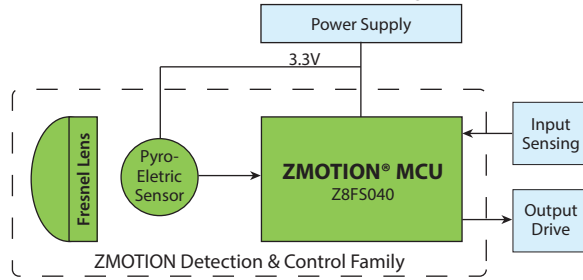 Power Supply
3.3V
Fresnel Lens
Pyro-
Eletric
Sensor
ZMOTION® MCU
Z8FS040
Input
Sensing
Output
Drive
ZMOTION Detection & Control Family